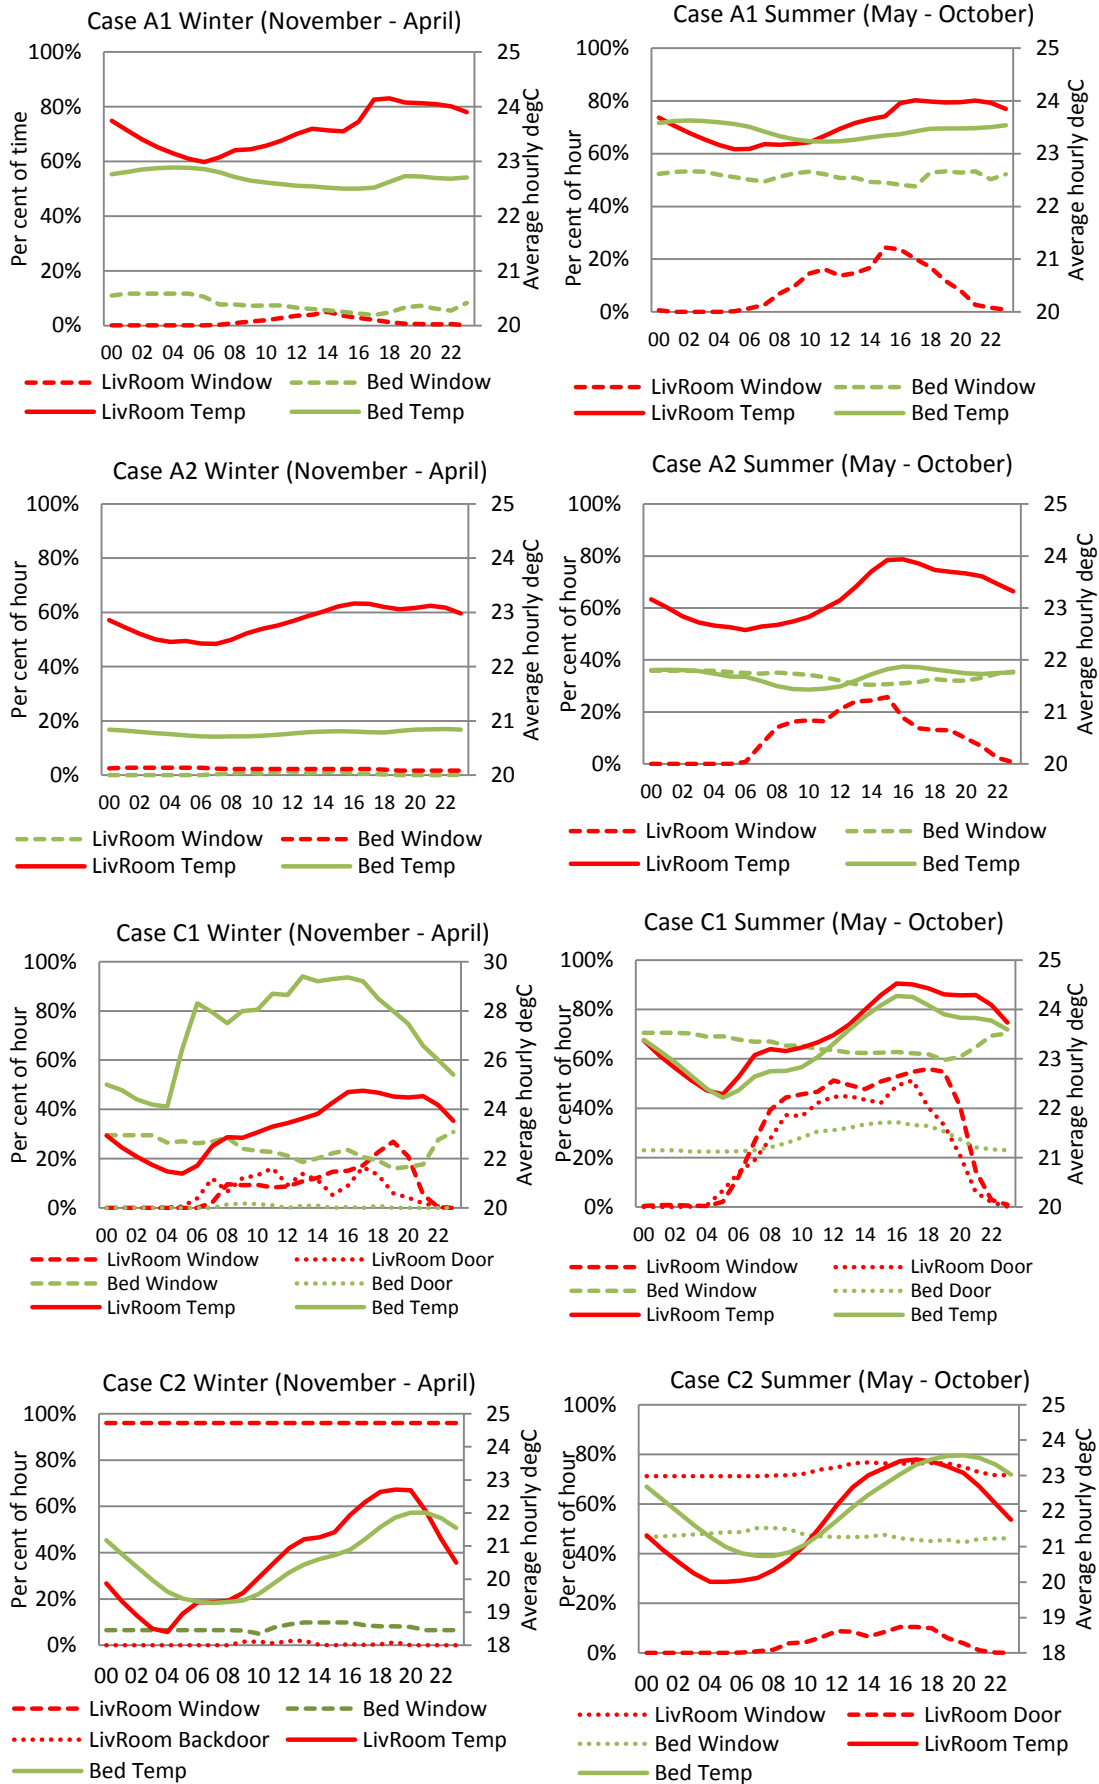 Case A1 Winter (November - April)
100%
80%
60%
40%
20%
0%
Per cent of time
25
24
23
22
21
20
Average hourly degC
00 02 04 06 08 10 12 14 16 18 20 22
LivRoom Window Bed Window
LivRoom Temp Bed Temp
Case A1 Summer (May - October)
100%
80%
60%
40%
20%
0%
Per cent of hour
25
24
23
22
21
20
Average hourly degC
00 02 04 06 08 10 12 14 16 18 20 22
LivRoom Window Bed Window
LivRoom Temp Bed Temp
Case A2 Winter (November - April)
100%
80%
60%
40%
20%
0%
Per cent of hour
25
24
23
22
21
20
Average hourly degC
00 02 04 06 08 10 12 14 16 18 20 22
LivRoom Window Bed Window
LivRoom Temp Bed Temp
Case A2 Summer (May - October)
100%
80%
60%
40%
20%
0%
Per cent of hour
25
24
23
22
21
20
Average hourly degC
00 02 04 06 08 10 12 14 16 18 20 22
LivRoom Window Bed Window
LivRoom Temp Bed Temp
Case C1 Winter (November - April)
100%
80%
60%
40%
20%
0%
Per cent of hour
30
28
26
24
22
20
Average hourly degC
00 02 04 06 08 10 12 14 16 18 20 22
LivRoom Window LivRoom Door
Bed Window Bed Door
LivRoom Temp Bed Temp
Case C1 Summer (May - October)
100%
80%
60%
40%
20%
0%
Per cent of hour
25
24
23
22
21
20
Average hourly degC
00 02 04 06 08 10 12 14 16 18 20 22
LivRoom Window LivRoom Door
Bed Window Bed Door
LivRoom Temp Bed Temp
Case C2 Winter (November - April)
100%
80%
60%
40%
20%
0%
Per cent of hour
25
24
23
22
21
20
19
18
Average hourly degC
00 02 04 06 08 10 12 14 16 18 20 22
LivRoom Window Bed Window
LivRoom Backdoor LivRoom Temp
Bed Temp
Case C2 Summer (May - October)
100%
80%
60%
40%
20%
0%
Per cent of hour
25
24
23
22
21
20
19
18
Average hourly degC
00 02 04 06 08 10 12 14 16 18 20 22
LivRoom Window LivRoom Door
Bed Window LivRoom Temp
Bed Temp